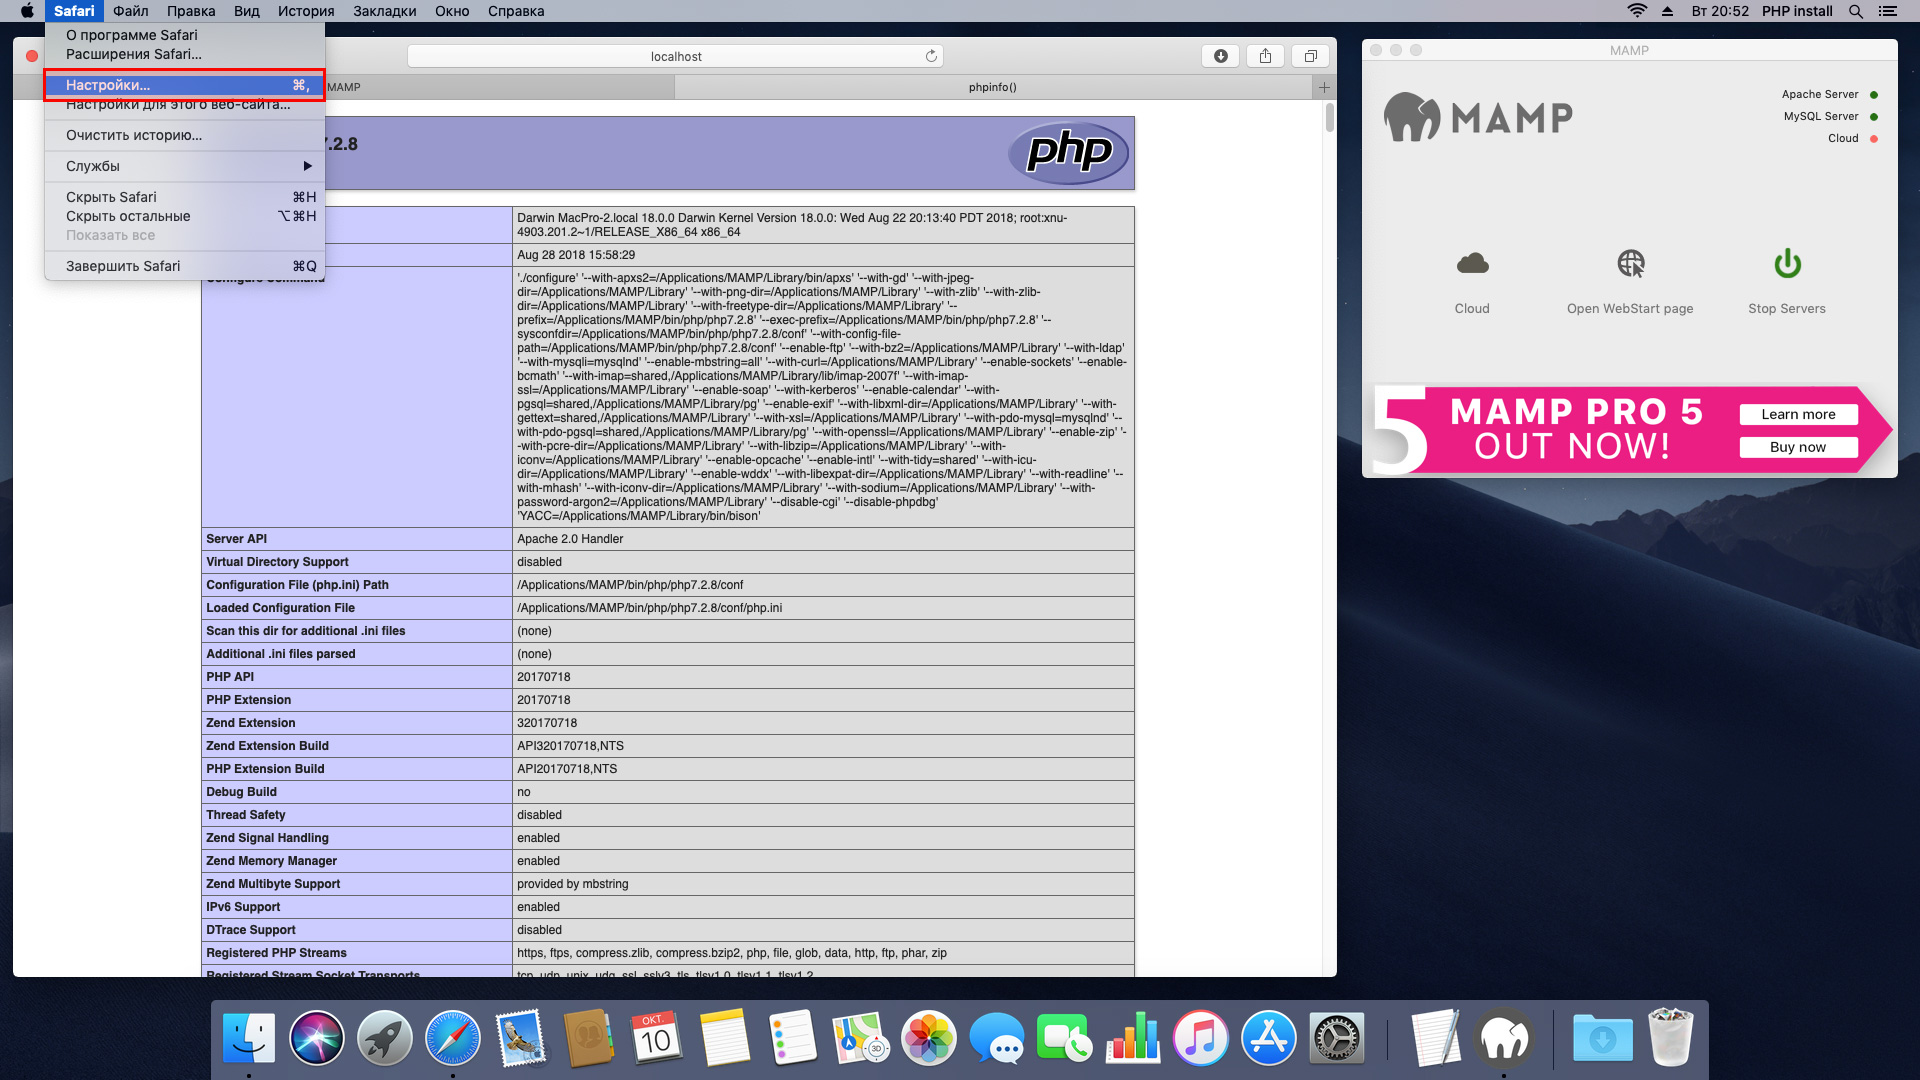 Safari Файл Правка Вид История Закладки Окно Справка Вт 20:52 PHP install
О программе Safari
Расширения Safari...
Настройки... ⌘,
Настройки для этого веб-сайта...
Очистить историю...
Службы
Скрыть Safari ⌘H
Скрыть остальные ⌥⌘H
Показать все
Завершить Safari ⌘Q
localhost
MAMP
phpinfo()
7.2.8
php
Darwin MacPro-2.local 18.0.0 Darwin Kernel Version 18.0.0: Wed Aug 22 20:13:40 PDT 2018; root:xnu-
4903.201.2~1/RELEASE_X86_64 x86_64
Aug 28 2018 15:58:29
Configure Command
'./configure' '--with-apxs2=/Applications/MAMP/Library/bin/apxs' '--with-gd' '--with-jpeg-
dir=/Applications/MAMP/Library' '--with-png-dir=/Applications/MAMP/Library' '--with-zlib' '--with-zlib-
dir=/Applications/MAMP/Library' '--with-freetype-dir=/Applications/MAMP/Library' '--
prefix=/Applications/MAMP/bin/php/php7.2.8' '--exec-prefix=/Applications/MAMP/bin/php/php7.2.8' '--
sysconfdir=/Applications/MAMP/bin/php/php7.2.8/conf' '--with-config-file-
path=/Applications/MAMP/bin/php/php7.2.8/conf' '--enable-ftp' '--with-bz2=/Applications/MAMP/Library' '--with-ldap'
'--with-mysqli=mysqlnd' '--enable-mbstring=all' '--with-curl=/Applications/MAMP/Library' '--enable-sockets' '--enable-
bcmath' '--with-imap=shared,/Applications/MAMP/Library/lib/imap-2007f' '--with-imap-
ssl=/Applications/MAMP/Library' '--enable-soap' '--with-kerberos' '--enable-calendar' '--with-
pgsql=shared,/Applications/MAMP/Library/pg' '--enable-exif' '--with-libxml-dir=/Applications/MAMP/Library' '--with-
gettext=shared,/Applications/MAMP/Library' '--with-xsl=/Applications/MAMP/Library' '--with-pdo-mysql=mysqlnd' '--
with-pdo-pgsql=shared,/Applications/MAMP/Library/pg' '--with-openssl=/Applications/MAMP/Library' '--enable-zip' '-
-with-pcre-dir=/Applications/MAMP/Library' '--with-libzip=/Applications/MAMP/Library' '--with-
iconv=/Applications/MAMP/Library' '--enable-opcache' '--enable-intl' '--with-tidy=shared' '--with-icu-
dir=/Applications/MAMP/Library' '--enable-wddx' '--with-libexpat-dir=/Applications/MAMP/Library' '--with-readline' '--
with-mhash' '--with-iconv-dir=/Applications/MAMP/Library' '--with-sodium=/Applications/MAMP/Library' '--with-
password-argon2=/Applications/MAMP/Library' '--disable-cgi' '--disable-phpdbg'
'YACC=/Applications/MAMP/Library/bin/bison'
Server API Apache 2.0 Handler
Virtual Directory Support disabled
Configuration File (php.ini) Path /Applications/MAMP/bin/php/php7.2.8/conf
Loaded Configuration File /Applications/MAMP/bin/php/php7.2.8/conf/php.ini
Scan this dir for additional .ini files (none)
Additional .ini files parsed (none)
PHP API 20170718
PHP Extension 20170718
Zend Extension 320170718
Zend Extension Build API320170718,NTS
PHP Extension Build API20170718,NTS
Debug Build no
Thread Safety disabled
Zend Signal Handling enabled
Zend Memory Manager enabled
Zend Multibyte Support provided by mbstring
IPv6 Support enabled
DTrace Support disabled
Registered PHP Streams https, ftps, compress.zlib, compress.bzip2, php, file, glob, data, http, ftp, phar, zip
Registered Stream Socket Transports tcp, udp, unix, udg, ssl, sslv3, tls, tlsv1.0, tlsv1.1, tlsv1.2
MAMP
MAMP
Apache Server
MySQL Server
Cloud
Cloud
Open WebStart page
Stop Servers
5
MAMP PRO 5
OUT NOW!
Learn more
Buy now
ОКТ.
10
3D